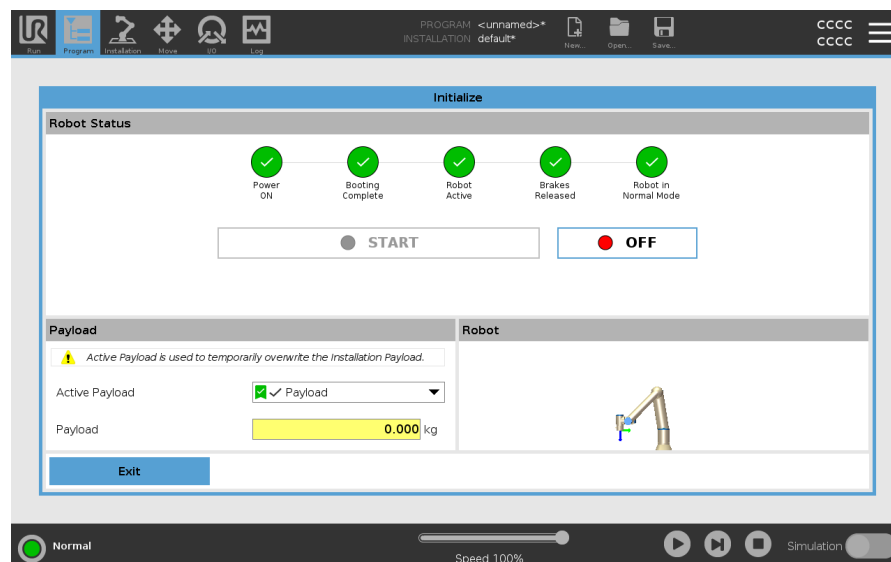 PROGRAM <unnamed>*
INSTALLATION default*
CCCC
CCCC
UR
Run
Program
Installation
Move
I/O
Log
New...
Open...
Save...
Initialize
Robot Status
Power
ON
Booting
Complete
Robot
Active
Brakes
Released
Robot in
Normal Mode
START
OFF
Payload
Robot
Active Payload is used to temporarily overwrite the Installation Payload.
Active Payload
Payload
Payload
0.000 kg
Exit
Normal
Speed 100%
Simulation